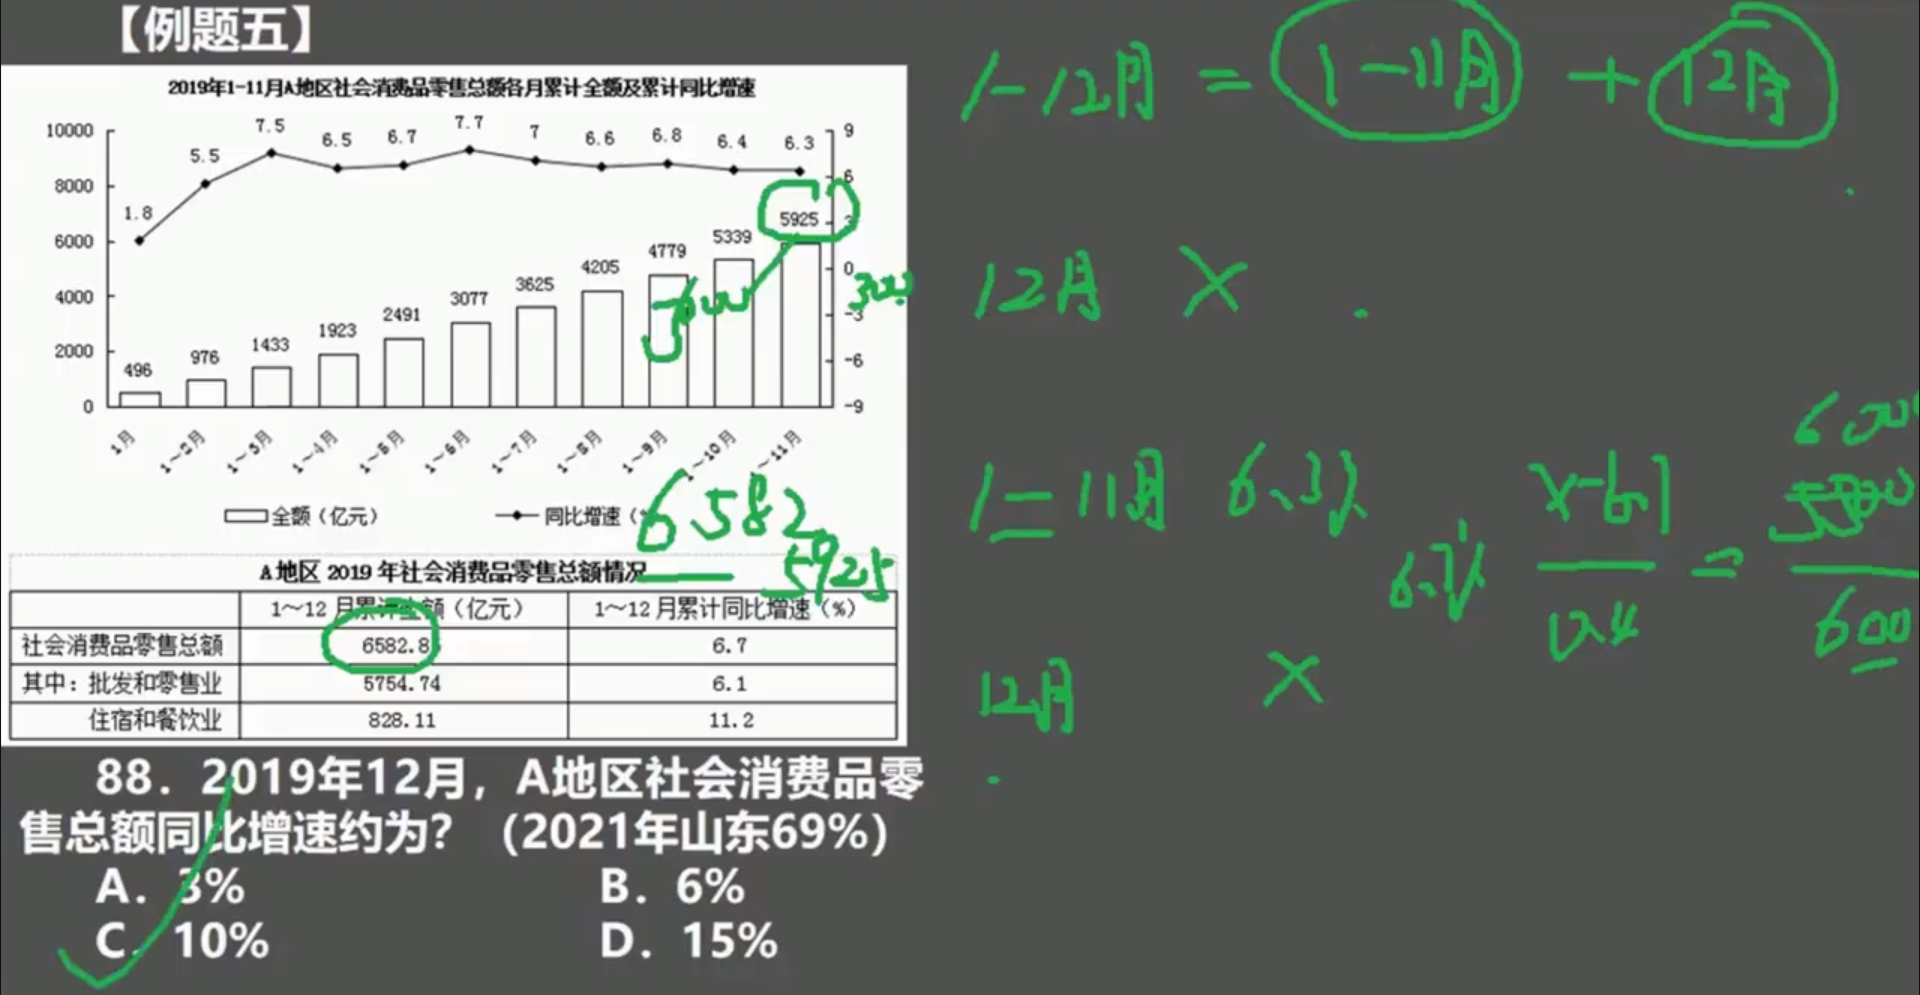 【例题五】
2019年1-11月A地区社会消费品零售总额各月累计全额及累计同比增速
10000
8000
6000
4000
2000
0
9
6
3
0
-3
-6
-9
1.8
5.5
7.5
6.5
6.7
7.7
7
6.6
6.8
6.4
6.3
496
976
1433
1923
2491
3077
3625
4205
4779
5339
5925
1月
1～2月
1～3月
1～4月
1～5月
1～6月
1～7月
1～8月
1～9月
1～10月
～11月
全额（亿元）
同比增速（
6582
5925
A 地区 2019 年社会消费品零售总额情况
1～12 月累计金额（亿元） 1～12 月累计同比增速（%）
社会消费品零售总额 6582.8 6.7
其中：批发和零售业 5754.74 6.1
住宿和餐饮业 828.11 11.2
88．2019年12月，A地区社会消费品零
售总额同比增速约为？（2021年山东69%）
A．3% B．6%
C．10% D．15%
1-12月 = 1-11月 + 12月
12月 X
1-11月 6.3%
6.7%
X-6.7
0.4
=
600
12月 X